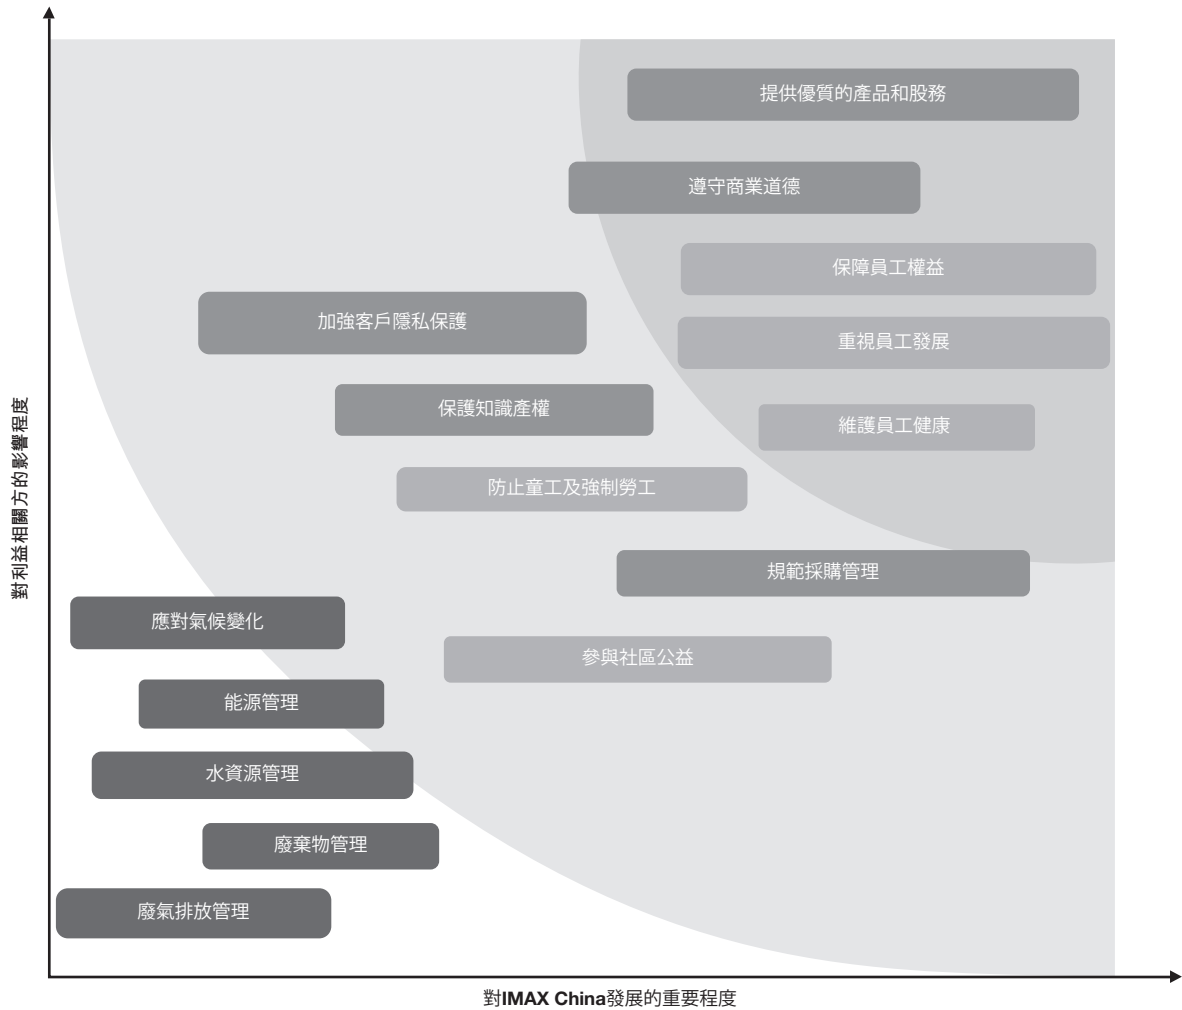 提供優質的產品和股務
遵守商業道德
保障員工權益
加強客戶隱私保護
重視員工發展
保護知識產權
維護員工健康
防止童工及強制勞工
規範採購管理
應對氣候變化
參與社區公益
能源管理
水資源管理
廢棄物管理
廢氣排放管理
對利益相關方的影響程度
對IMAX China發展的重要程度